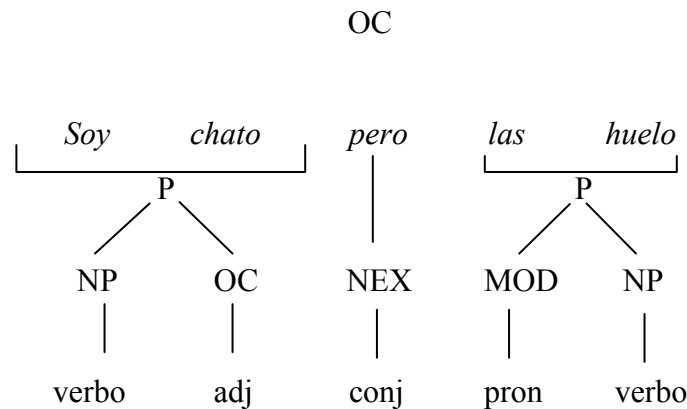 OC
Soy chato pero las huelo
P P
NP OC NEX MOD NP
verbo adj conj pron verbo